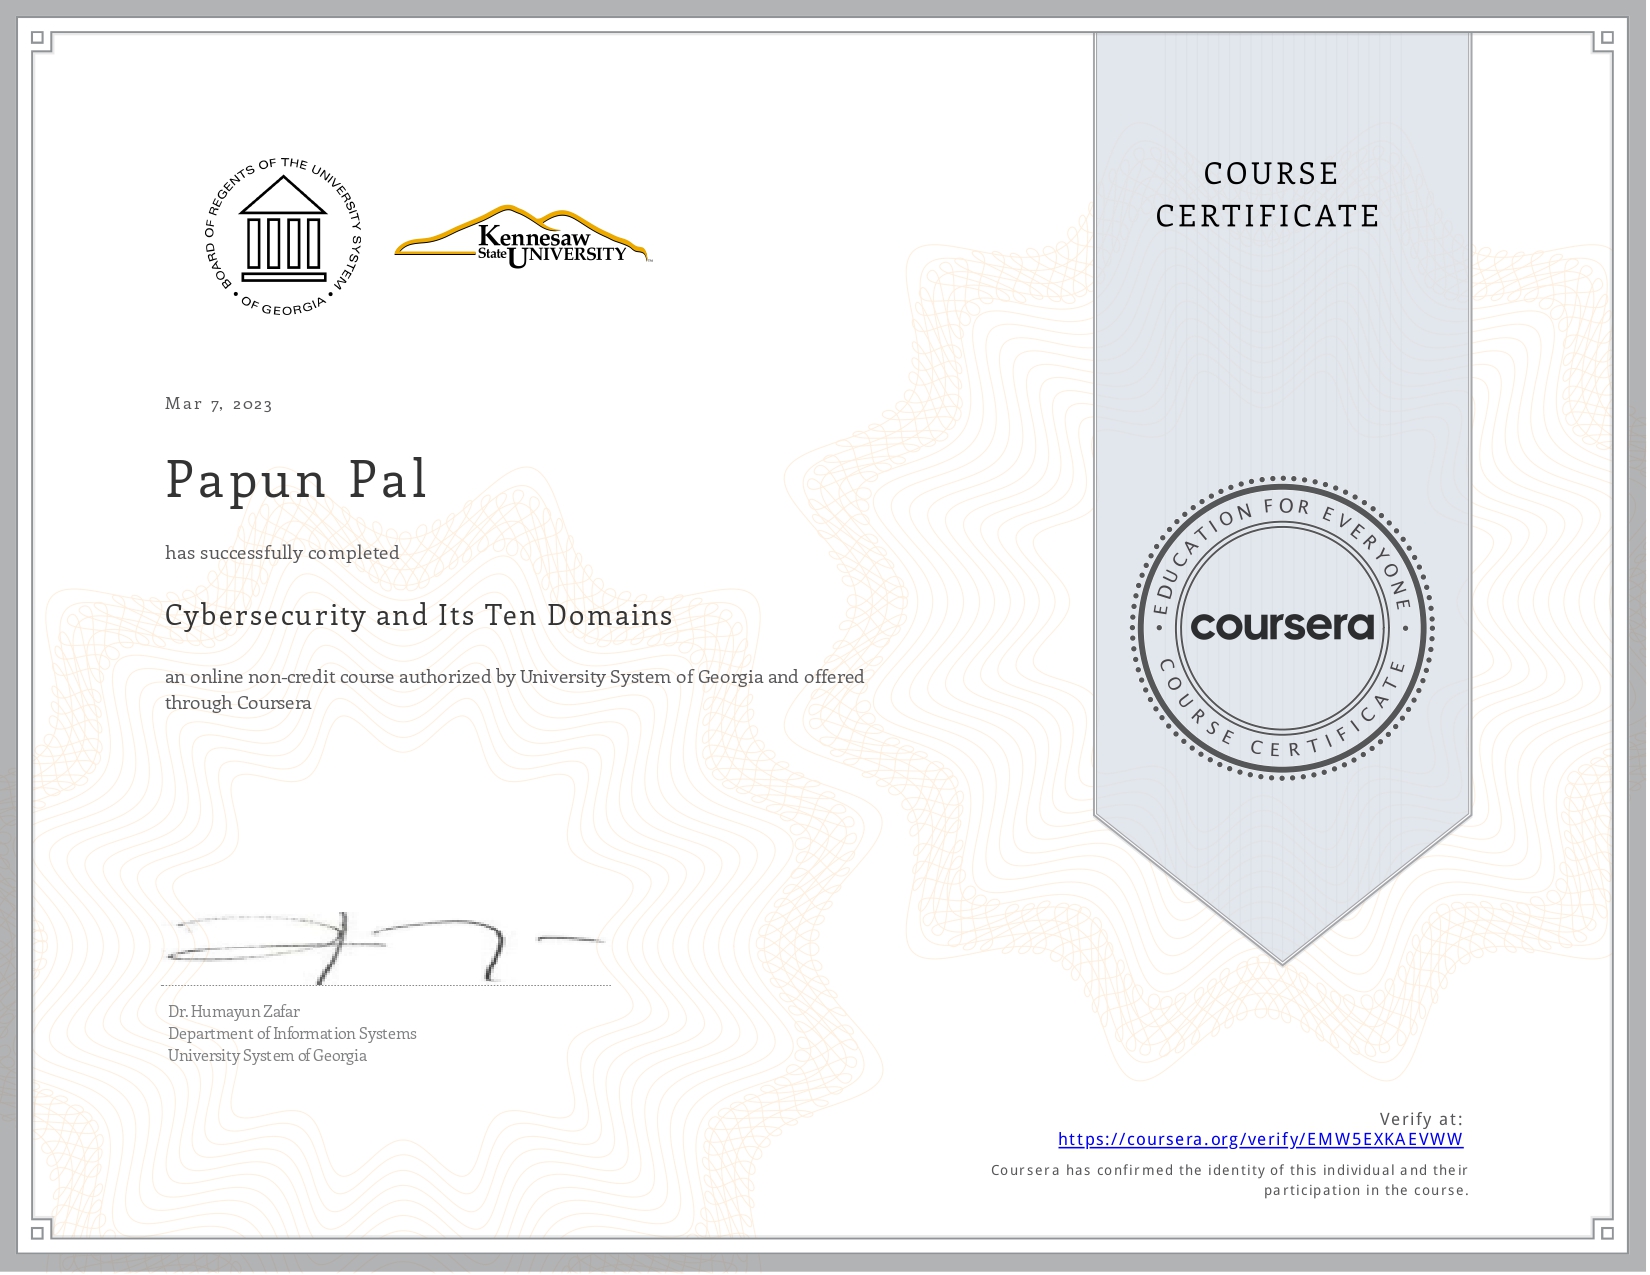 BOARD OF REGENTS OF THE UNIVERSITY SYSTEM
• OF GEORGIA •
Kennesaw
State UNIVERSITY
COURSE
CERTIFICATE
Mar 7, 2023
Papun Pal
has successfully completed
Cybersecurity and Its Ten Domains
an online non-credit course authorized by University System of Georgia and offered
through Coursera
• EDUCATION FOR EVERYONE •
coursera
COURSE CERTIFICATE
Dr. Humayun Zafar
Department of Information Systems
University System of Georgia
Verify at:
https://coursera.org/verify/EMW5EXKAEVWW
Coursera has confirmed the identity of this individual and their
participation in the course.